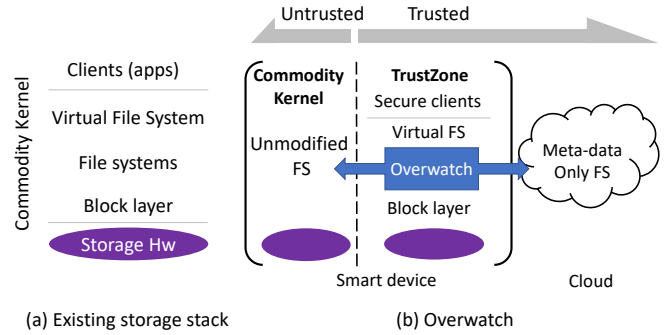 Untrusted Trusted
Commodity Kernel
Clients (apps)
Virtual File System
File systems
Block layer
Storage Hw
Commodity
Kernel
Unmodified
FS
TrustZone
Secure clients
Virtual FS
Overwatch
Block layer
Meta-data
Only FS
Smart device
Cloud
(a) Existing storage stack
(b) Overwatch